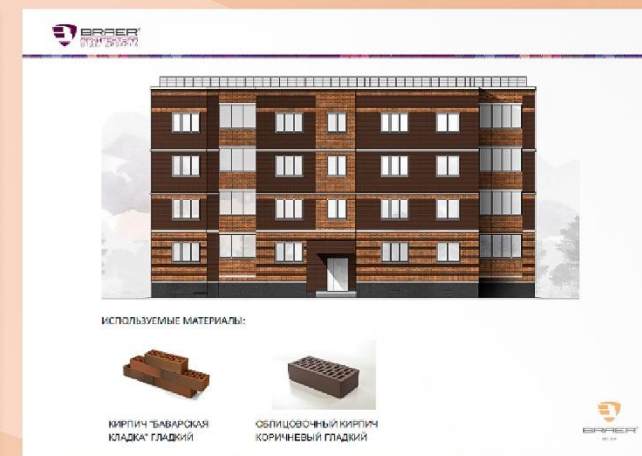 BRAER
ИСПОЛЬЗУЕМЫЕ МАТЕРИАЛЫ:
КИРПИЧ "БАВАРСКАЯ
КЛАДКА" ГЛАДКИЙ
ОБЛИЦОВОЧНЫЙ КИРПИЧ
КОРИЧНЕВЫЙ ГЛАДКИЙ
BRAER